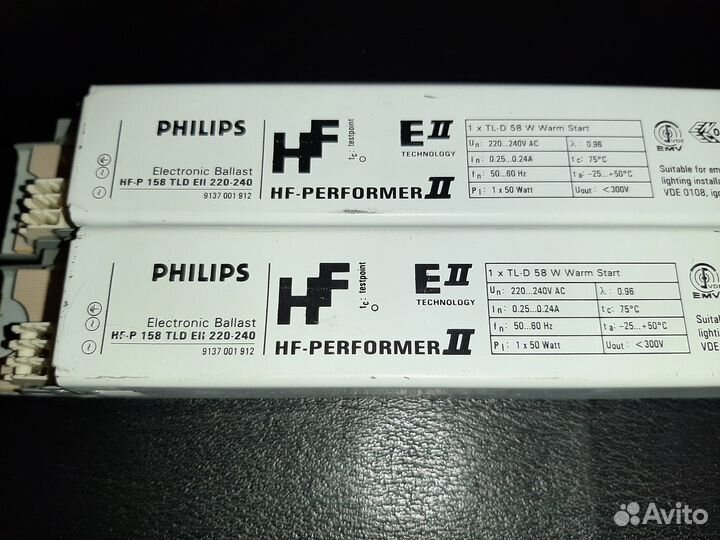 PHILIPS
Electronic Ballast
HF-P 158 TLD EII 220-240
9137 001 912
HF
tc: testpoint
HF-PERFORMER II
EII
TECHNOLOGY
1 x TL-D 58 W Warm Start
Un: 220...240V AC λ: 0.96
In: 0.25...0.24A tc: 75°C
fn: 50...60 Hz ta: -25...+50°C
Pl: 1 x 50 Watt Uout: <300V
VDE
EMV
Suitable for em
lighting installa
VDE 0108, ign
PHILIPS
Electronic Ballast
HF-P 158 TLD EII 220-240
9137 001 912
HF
tc: testpoint
HF-PERFORMER II
EII
TECHNOLOGY
1 x TL-D 58 W Warm Start
Un: 220...240V AC λ: 0.96
In: 0.25...0.24A tc: 75°C
fn: 50...60 Hz ta: -25...+50°C
Pl: 1 x 50 Watt Uout: <300V
EMV
Suitab
lightin
VDE
Avito